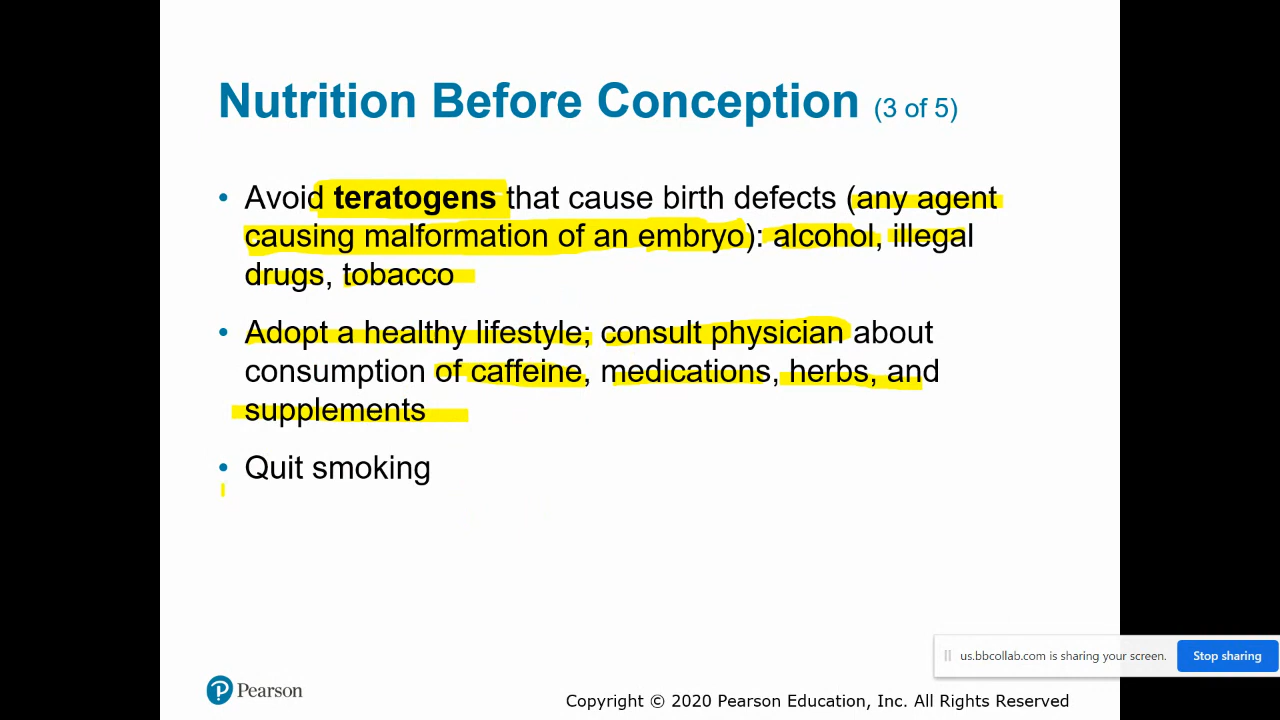 Nutrition Before Conception (3 of 5)
• Avoid teratogens that cause birth defects (any agent
causing malformation of an embryo): alcohol, illegal
drugs, tobacco
• Adopt a healthy lifestyle; consult physician about
consumption of caffeine, medications, herbs, and
supplements
• Quit smoking
us.bbcollab.com is sharing your screen. Stop sharing
P Pearson
Copyright © 2020 Pearson Education, Inc. All Rights Reserved